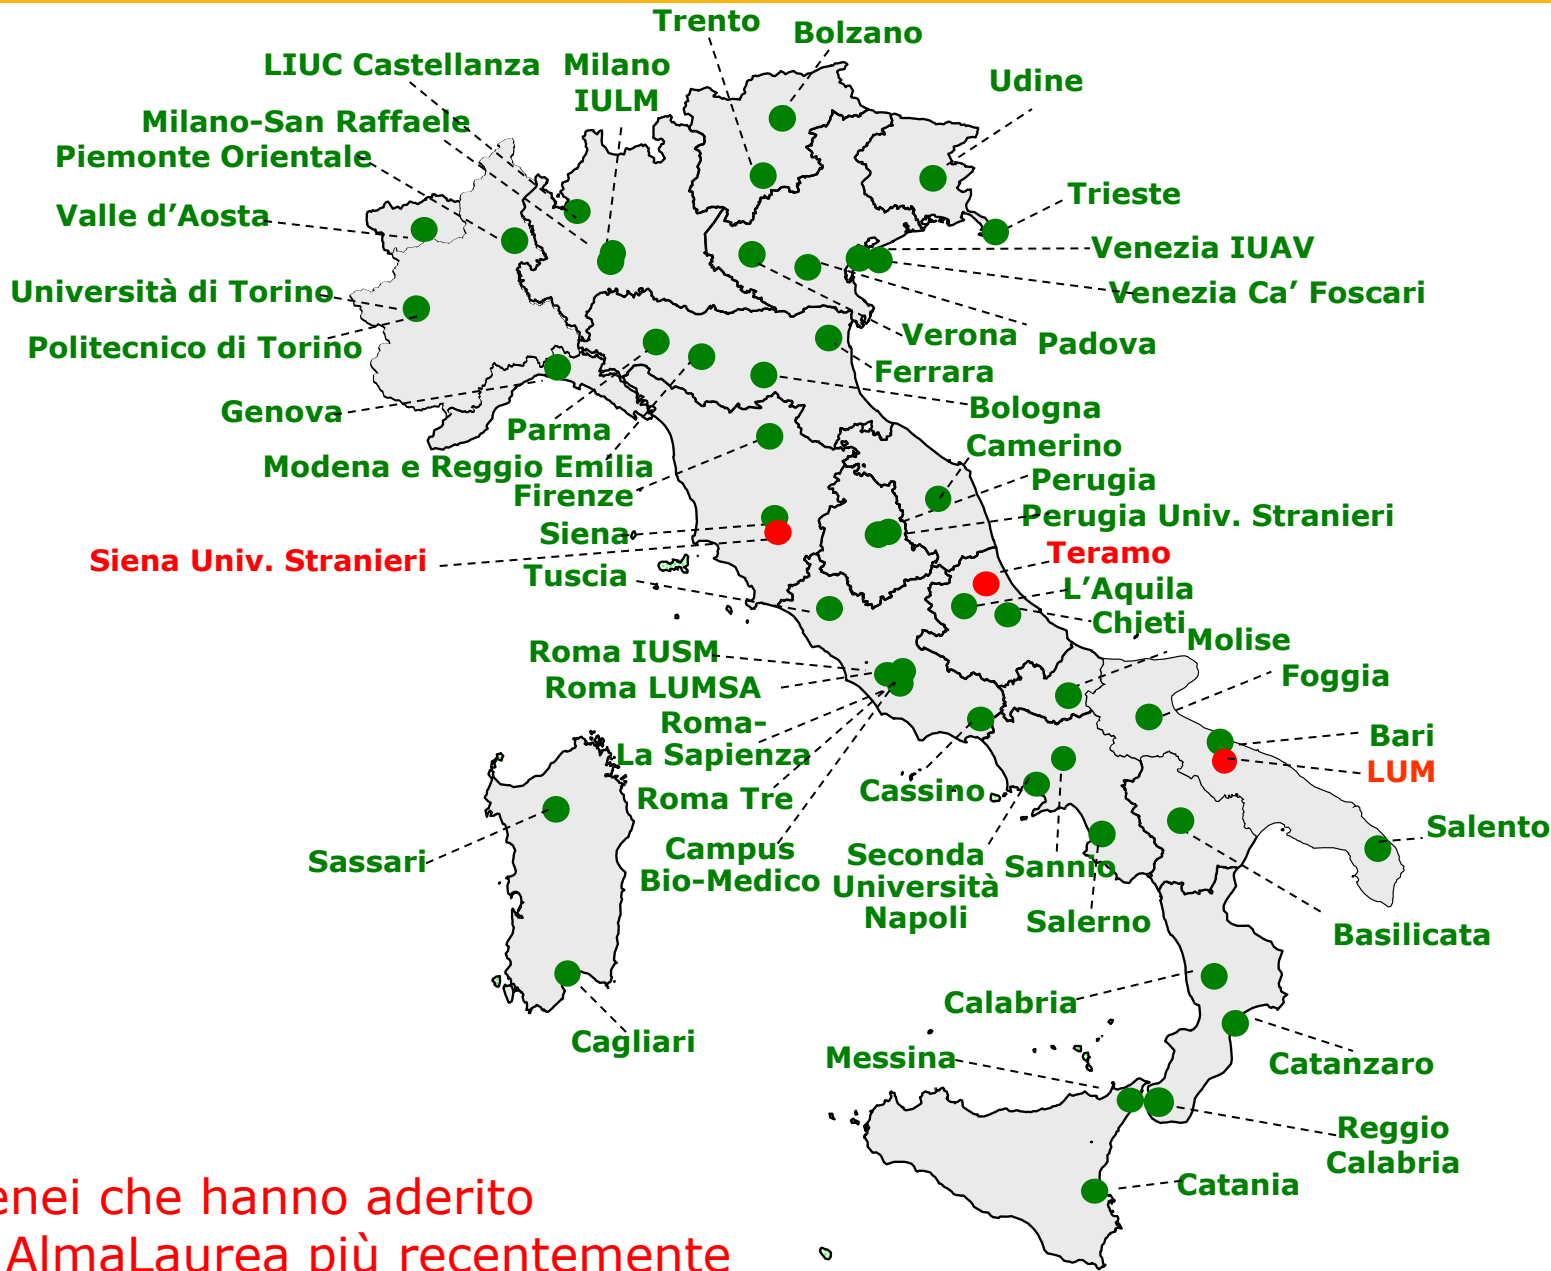 Trento
Bolzano
LIUC Castellanza
Milano
IULM
Udine
Milano-San Raffaele
Piemonte Orientale
Valle d’Aosta
Trieste
Venezia IUAV
Università di Torino
Venezia Ca’ Foscari
Verona
Padova
Politecnico di Torino
Ferrara
Genova
Bologna
Parma
Camerino
Modena e Reggio Emilia
Perugia
Firenze
Perugia Univ. Stranieri
Siena
Siena Univ. Stranieri
Teramo
Tuscia
L’Aquila
Chieti
Molise
Roma IUSM
Foggia
Roma LUMSA
Roma-
La Sapienza
Bari
LUM
Roma Tre
Cassino
Salento
Campus
Bio-Medico
Seconda
Università
Napoli
Sannio
Sassari
Salerno
Basilicata
Calabria
Cagliari
Messina
Catanzaro
Reggio
Calabria
Catania
enei che hanno aderito
AlmaLaurea più recentemente